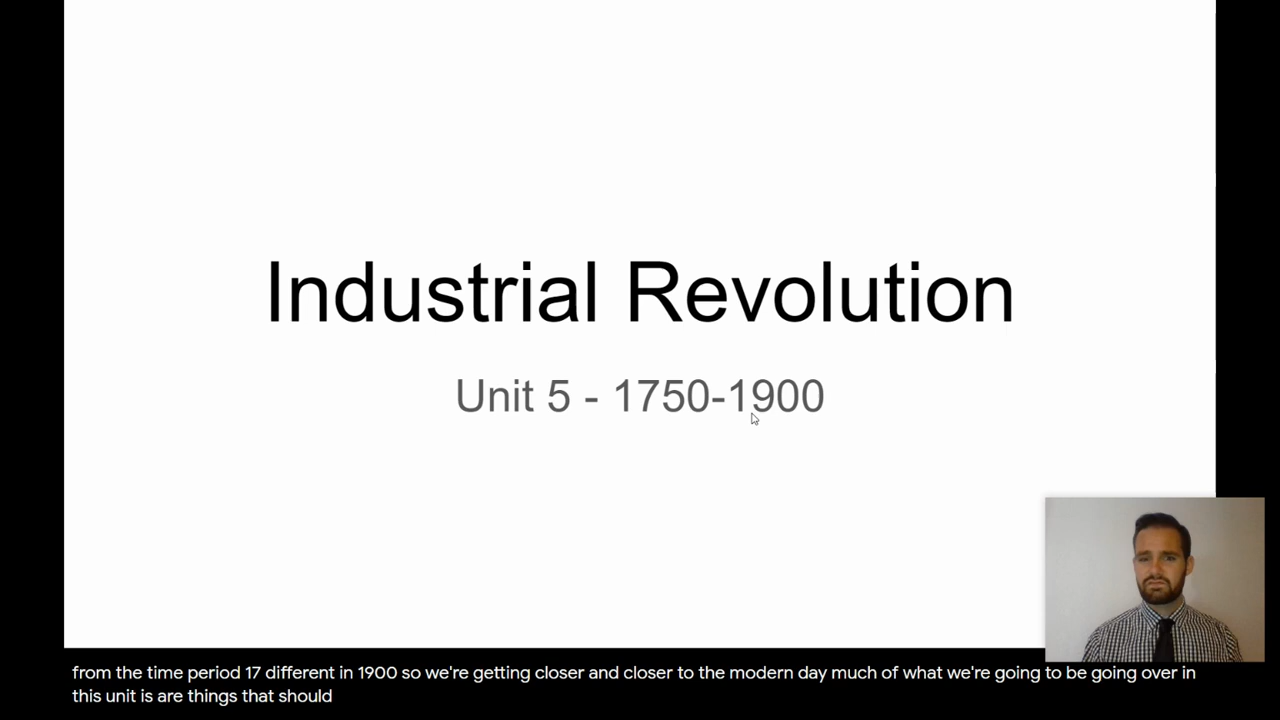 Industrial Revolution
Unit 5 - 1750-1900
from the time period 17 different in 1900 so we're getting closer and closer to the modern day much of what we're going to be going over in
this unit is are things that should